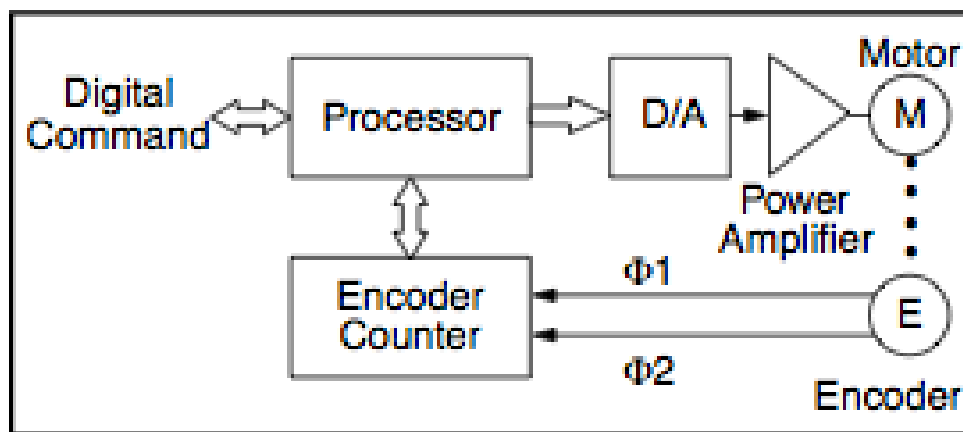 Digital
Command
Processor
D/A
Motor
M
Power
Amplifier
Encoder
Counter
Φ1
Φ2
E
Encoder